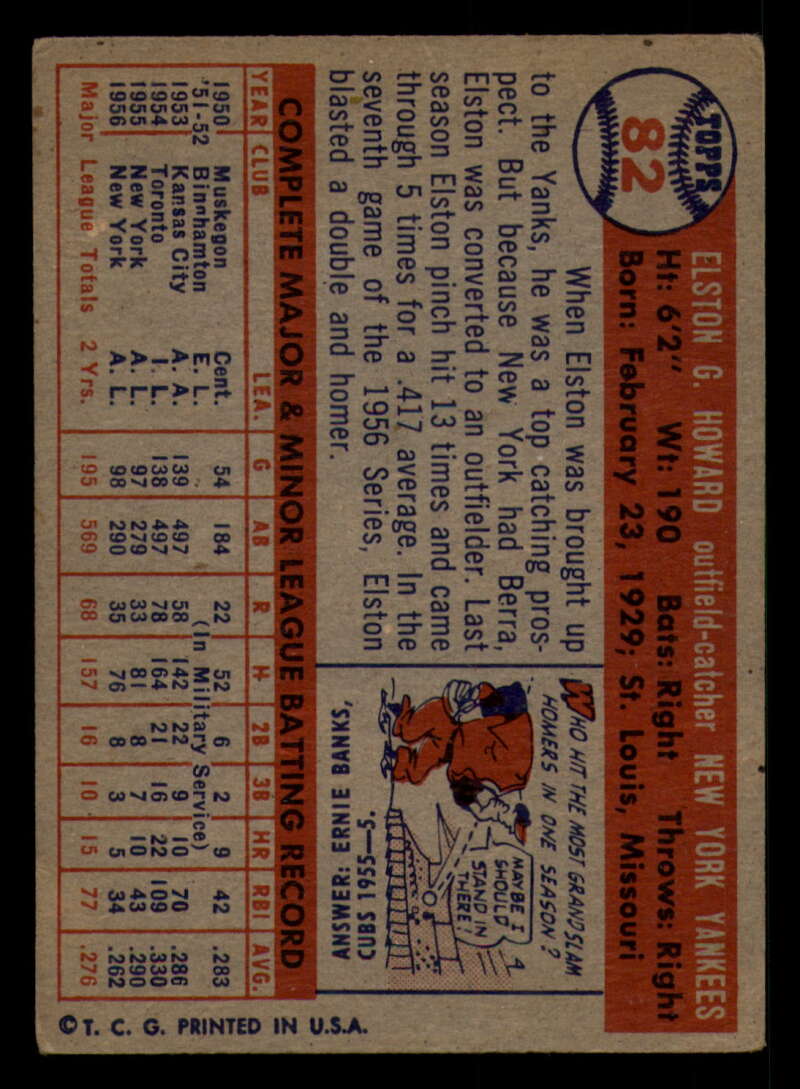 TOPPS
82
ELSTON G. HOWARD outfield-catcher NEW YORK YANKEES
Ht: 6'2" Wt: 190 Bats: Right Throws: Right
Born: February 23, 1929; St. Louis, Missouri
When Elston was brought up
to the Yanks, he was a top catching pros-
pect. But because New York had Berra,
Elston was converted to an outfielder. Last
season Elston pinch hit 13 times and came
through 5 times for a .417 average. In the
seventh game of the 1956 Series, Elston
blasted a double and homer.
WHO HIT THE MOST GRAND SLAM
HOMERS IN ONE SEASON?
MAYBE I
SHOULD
STAND IN
THERE!
ANSWER: ERNIE BANKS,
CUBS 1955—5.
COMPLETE MAJOR & MINOR LEAGUE BATTING RECORD
YEAR CLUB LEA. G AB R H 2B 3B HR RBI AVG.
1950 Muskegon Cent. 54 184 22 52 6 2 9 42 .283
'51-52 Binghamton E. L. (In Military Service)
1953 Kansas City A. A. 139 497 58 142 22 9 10 70 .286
1954 Toronto I. L. 138 497 78 164 21 16 22 109 .330
1955 New York A. L. 97 279 33 81 8 7 10 43 .290
1956 New York A. L. 98 290 35 76 8 3 5 34 .262
Major League Totals 2 Yrs. 195 569 68 157 16 10 15 77 .276
© T. C. G. PRINTED IN U.S.A.